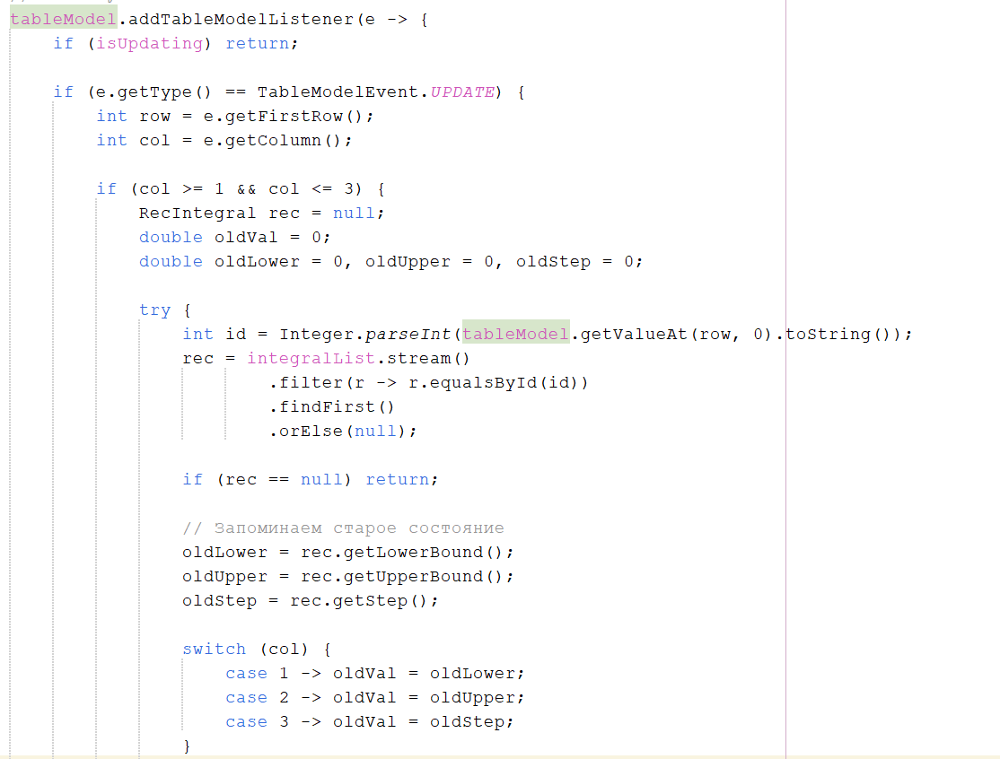 tableModel.addTableModelListener(e -> {
if (isUpdating) return;
if (e.getType() == TableModelEvent.UPDATE) {
int row = e.getFirstRow();
int col = e.getColumn();
if (col >= 1 && col <= 3) {
RecIntegral rec = null;
double oldVal = 0;
double oldLower = 0, oldUpper = 0, oldStep = 0;
try {
int id = Integer.parseInt(tableModel.getValueAt(row, 0).toString());
rec = integralList.stream()
.filter(r -> r.equalsById(id))
.findFirst()
.orElse(null);
if (rec == null) return;
// Запоминаем старое состояние
oldLower = rec.getLowerBound();
oldUpper = rec.getUpperBound();
oldStep = rec.getStep();
switch (col) {
case 1 -> oldVal = oldLower;
case 2 -> oldVal = oldUpper;
case 3 -> oldVal = oldStep;
}